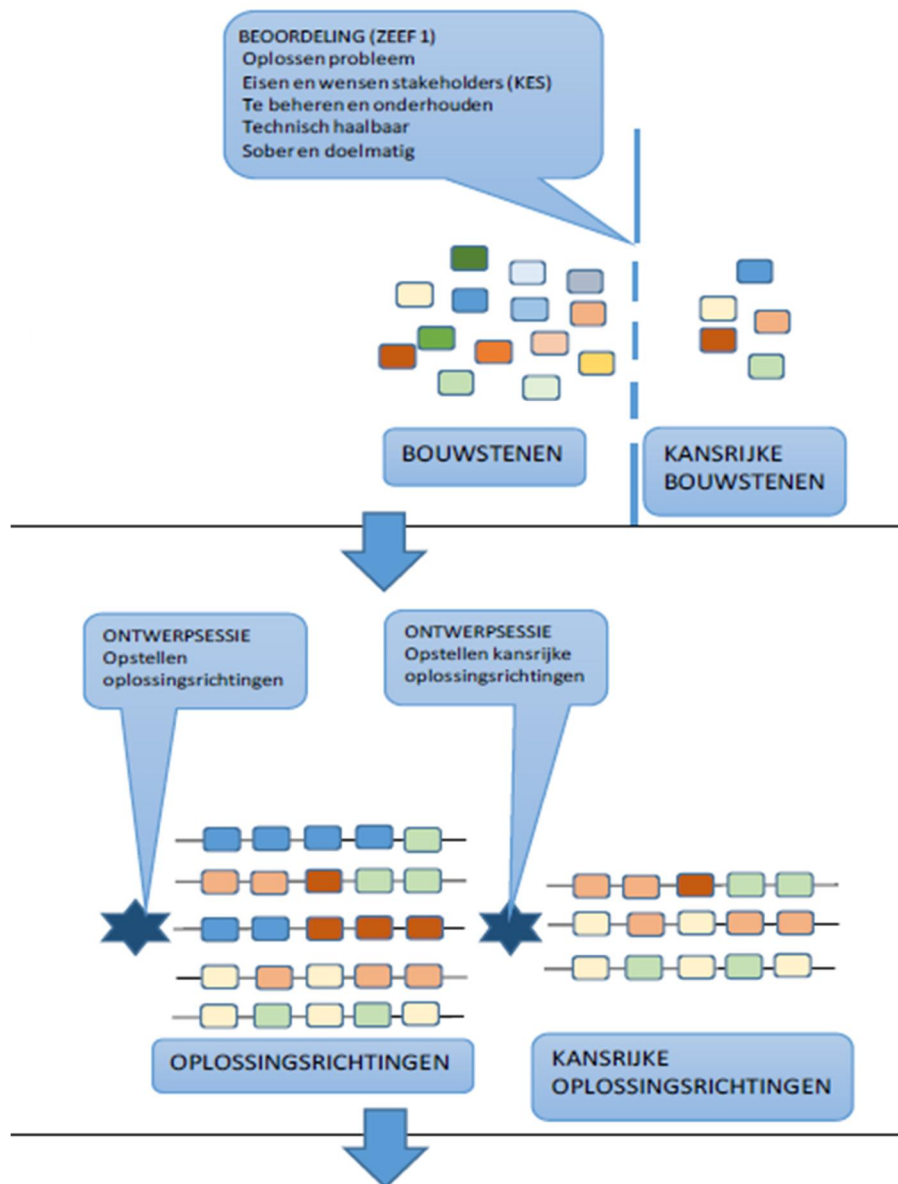 BEOORDELING (ZEEF 1)
Oplossen probleem
Eisen en wensen stakeholders (KES)
Te beheren en onderhouden
Technisch haalbaar
Sober en doelmatig
BOUWSTENEN
KANSRIJKE
BOUWSTENEN
ONTWERPSESSIE
Opstellen
oplossingsrichtingen
ONTWERPSESSIE
Opstellen kansrijke
oplossingsrichtingen
OPLOSSINGSRICHTINGEN
KANSRIJKE
OPLOSSINGSRICHTINGEN